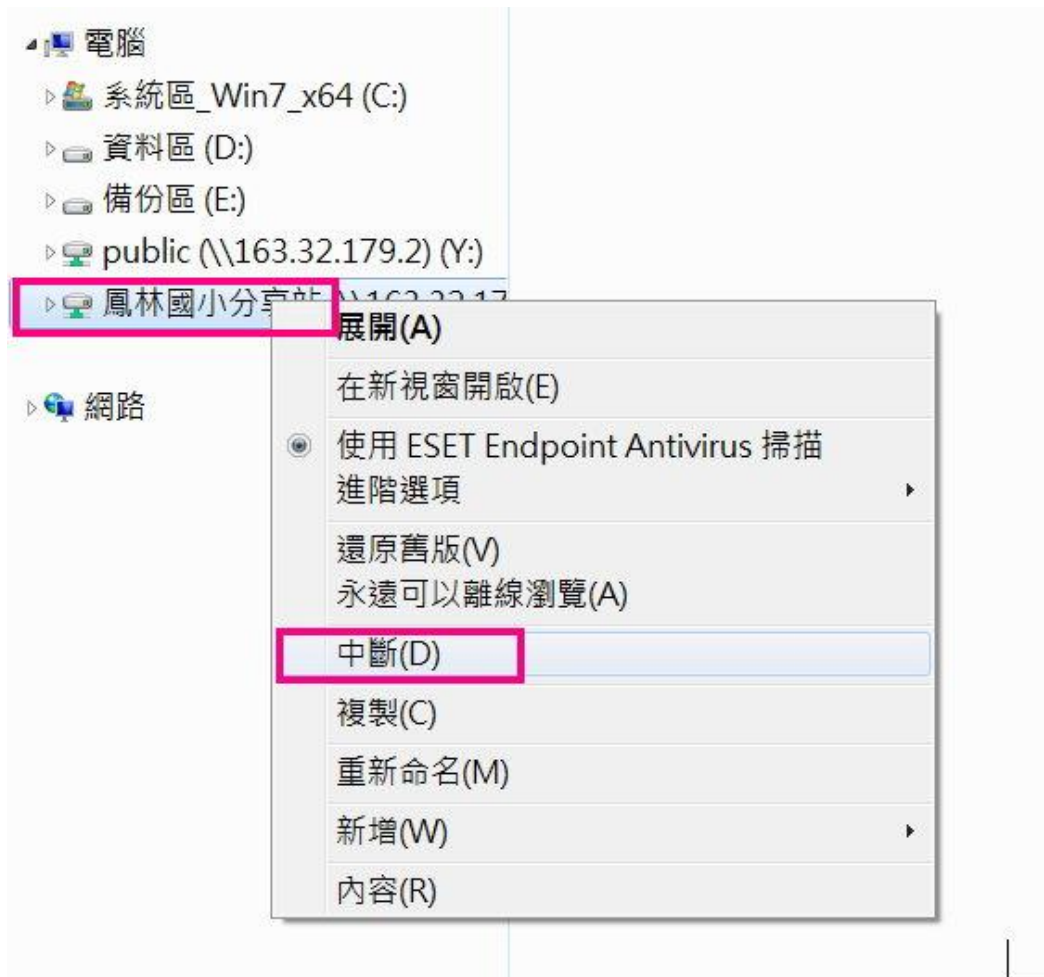 電腦
系統區_Win7_x64 (C:)
資料區 (D:)
備份區 (E:)
public (\\163.32.179.2) (Y:)
鳳林國小分享站 (\\163.32.17
展開(A)
在新視窗開啟(E)
網路
使用 ESET Endpoint Antivirus 掃描
進階選項
還原舊版(V)
永遠可以離線瀏覽(A)
中斷(D)
複製(C)
重新命名(M)
新增(W)
內容(R)